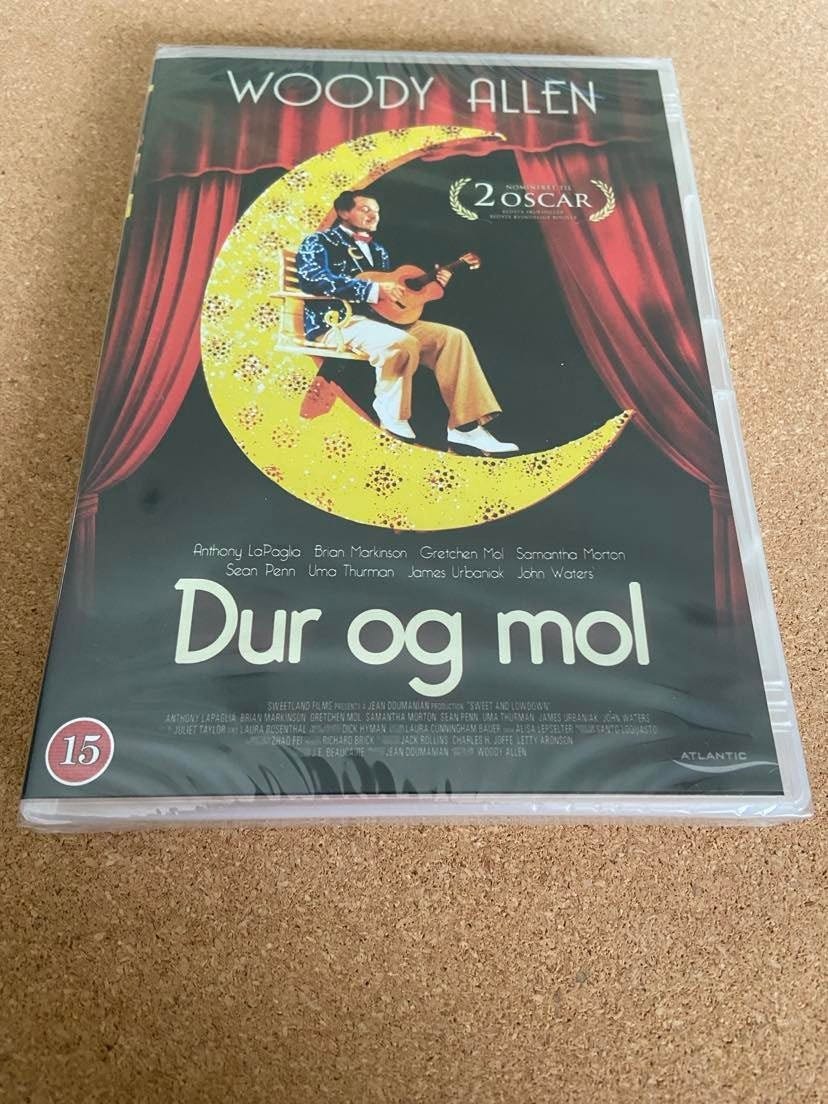 WOODY ALLEN
NOMINERET TIL
2 OSCAR
Anthony LaPaglia Brian Markinson Gretchen Mol Samantha Morton
Sean Penn Uma Thurman James Urbaniak John Waters
Dur og mol
SWEETLAND FILMS PRESENTS A JEAN DOUMANIAN PRODUCTION "SWEET AND LOWDOWN"
ANTHONY LAPAGLIA BRIAN MARKINSON GRETCHEN MOL SAMANTHA MORTON SEAN PENN UMA THURMAN JAMES URBANIAK JOHN WATERS
JULIET TAYLOR LAURA ROSENTHAL DICK HYMAN LAURA CUNNINGHAM BAUER ALISA LEPSELTER SANTO LOQUASTO
ZHAO FEI RICHARD BRICK JACK ROLLINS CHARLES H. JOFFE LETTY ARONSON
J.E. BEAUCAIRE JEAN DOUMANIAN WOODY ALLEN
15
ATLANTIC